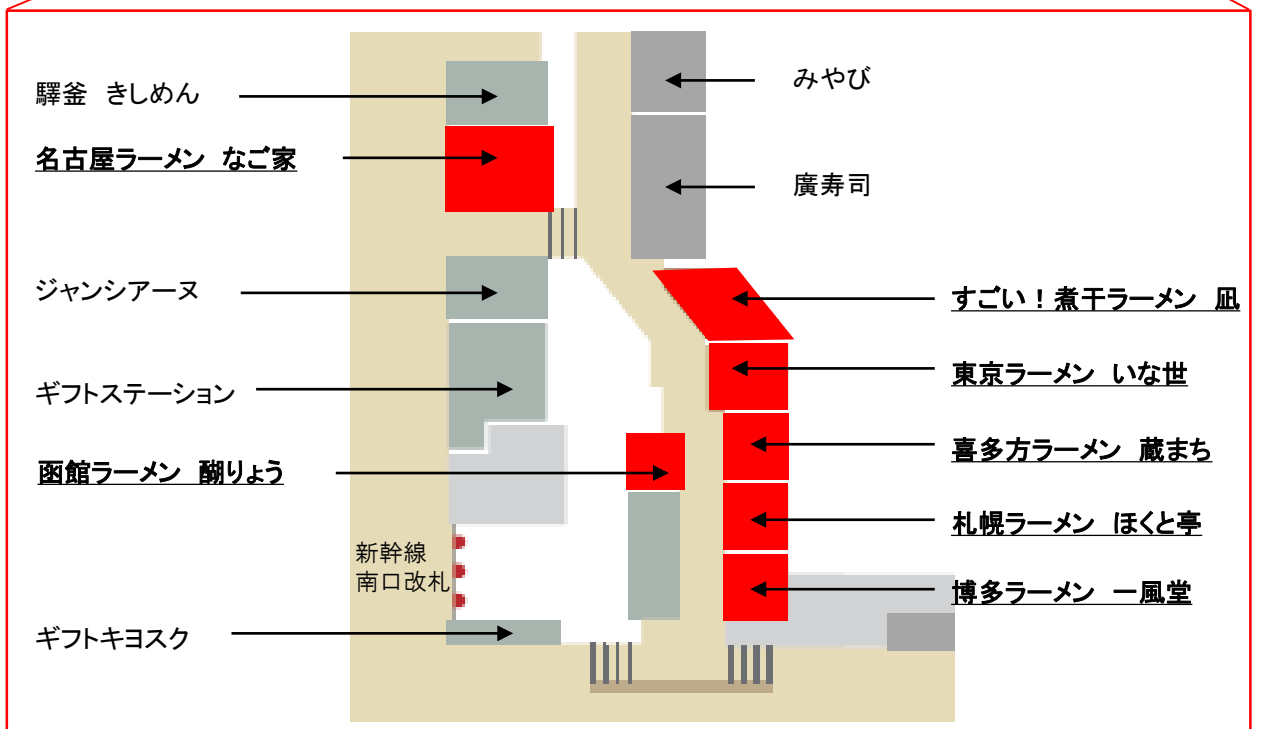 驛釜 きしめん
名古屋ラーメン なご家
ジャンシアーヌ
ギフトステーション
函館ラーメン 醐りょう
新幹線
南口改札
ギフトキヨスク
みやび
廣寿司
すごい！煮干ラーメン 凪
東京ラーメン いな世
喜多方ラーメン 蔵まち
札幌ラーメン ほくと亭
博多ラーメン 一風堂